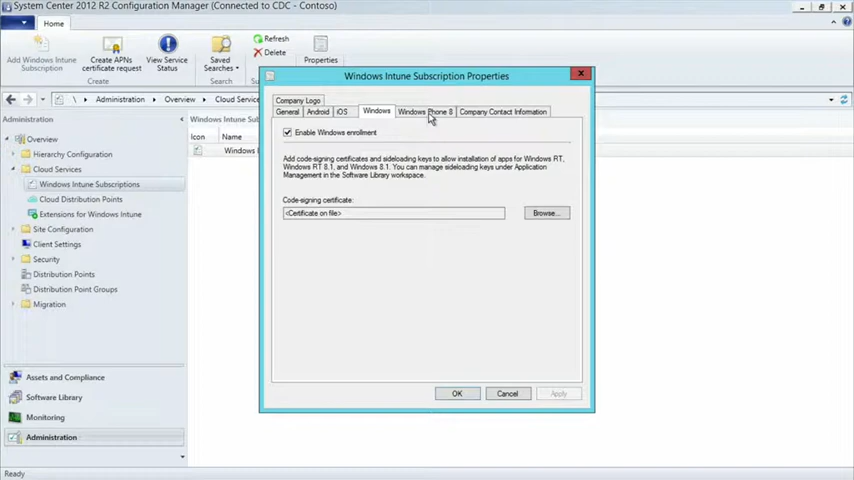 System Center 2012 R2 Configuration Manager (Connected to CDC - Contoso)
Home
Add Windows Intune
Subscription
Create APNs
certificate request
View Service
Status
Saved
Searches
Refresh
Delete
Properties
Create
Search
\ Administration Overview Cloud Service
Administration
Overview
Hierarchy Configuration
Cloud Services
Windows Intune Subscriptions
Cloud Distribution Points
Extensions for Windows Intune
Site Configuration
Client Settings
Security
Distribution Points
Distribution Point Groups
Migration
Assets and Compliance
Software Library
Monitoring
Administration
Ready
Windows Intune Su
Icon Name
Windows I
Windows Intune Subscription Properties
Company Logo
General Android iOS Windows Windows Phone 8 Company Contact Information
Enable Windows enrollment
Add code-signing certificates and sideloading keys to allow installation of apps for Windows RT,
Windows RT 8.1, and Windows 8.1. You can manage sideloading keys under Application
Management in the Software Library workspace.
Code-signing certificate:
<Certificate on file>
Browse...
OK Cancel Apply